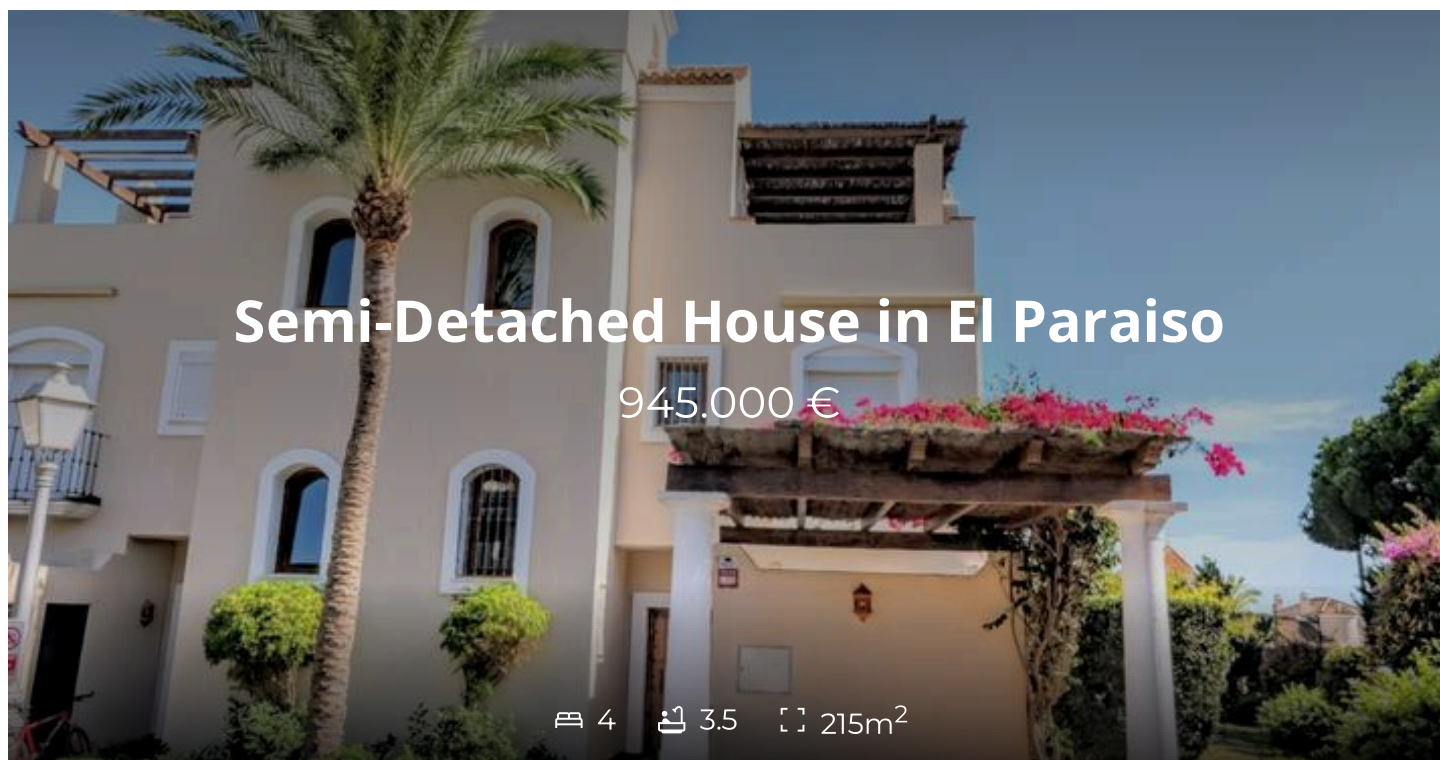 Semi-Detached House in El Paraiso
945.000 €
4 3.5 215m²